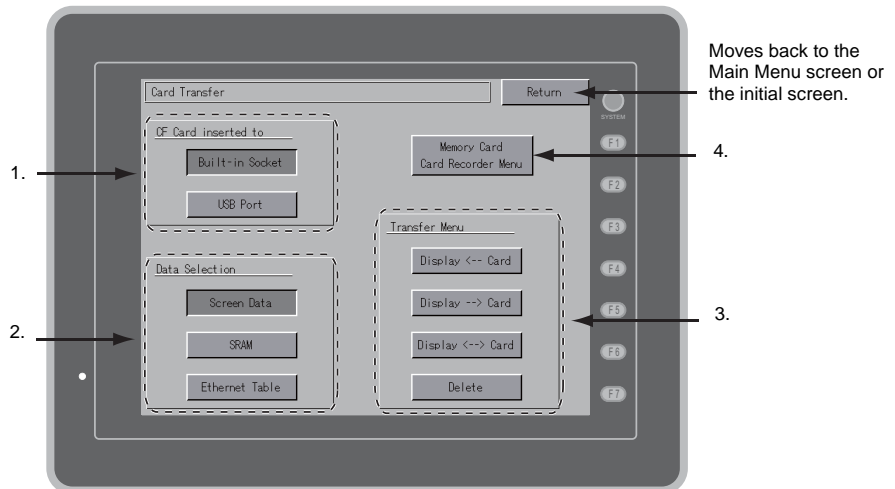 Moves back to the
Main Menu screen or
the initial screen.
Card Transfer
Return
SYSTEM
CF Card inserted to
Built-in Socket
USB Port
1.
Memory Card
Card Recorder Menu
4.
F1
F2
F3
F4
F5
F6
F7
Data Selection
Screen Data
SRAM
Ethernet Table
2.
Transfer Menu
Display <-- Card
Display --> Card
Display <--> Card
Delete
3.